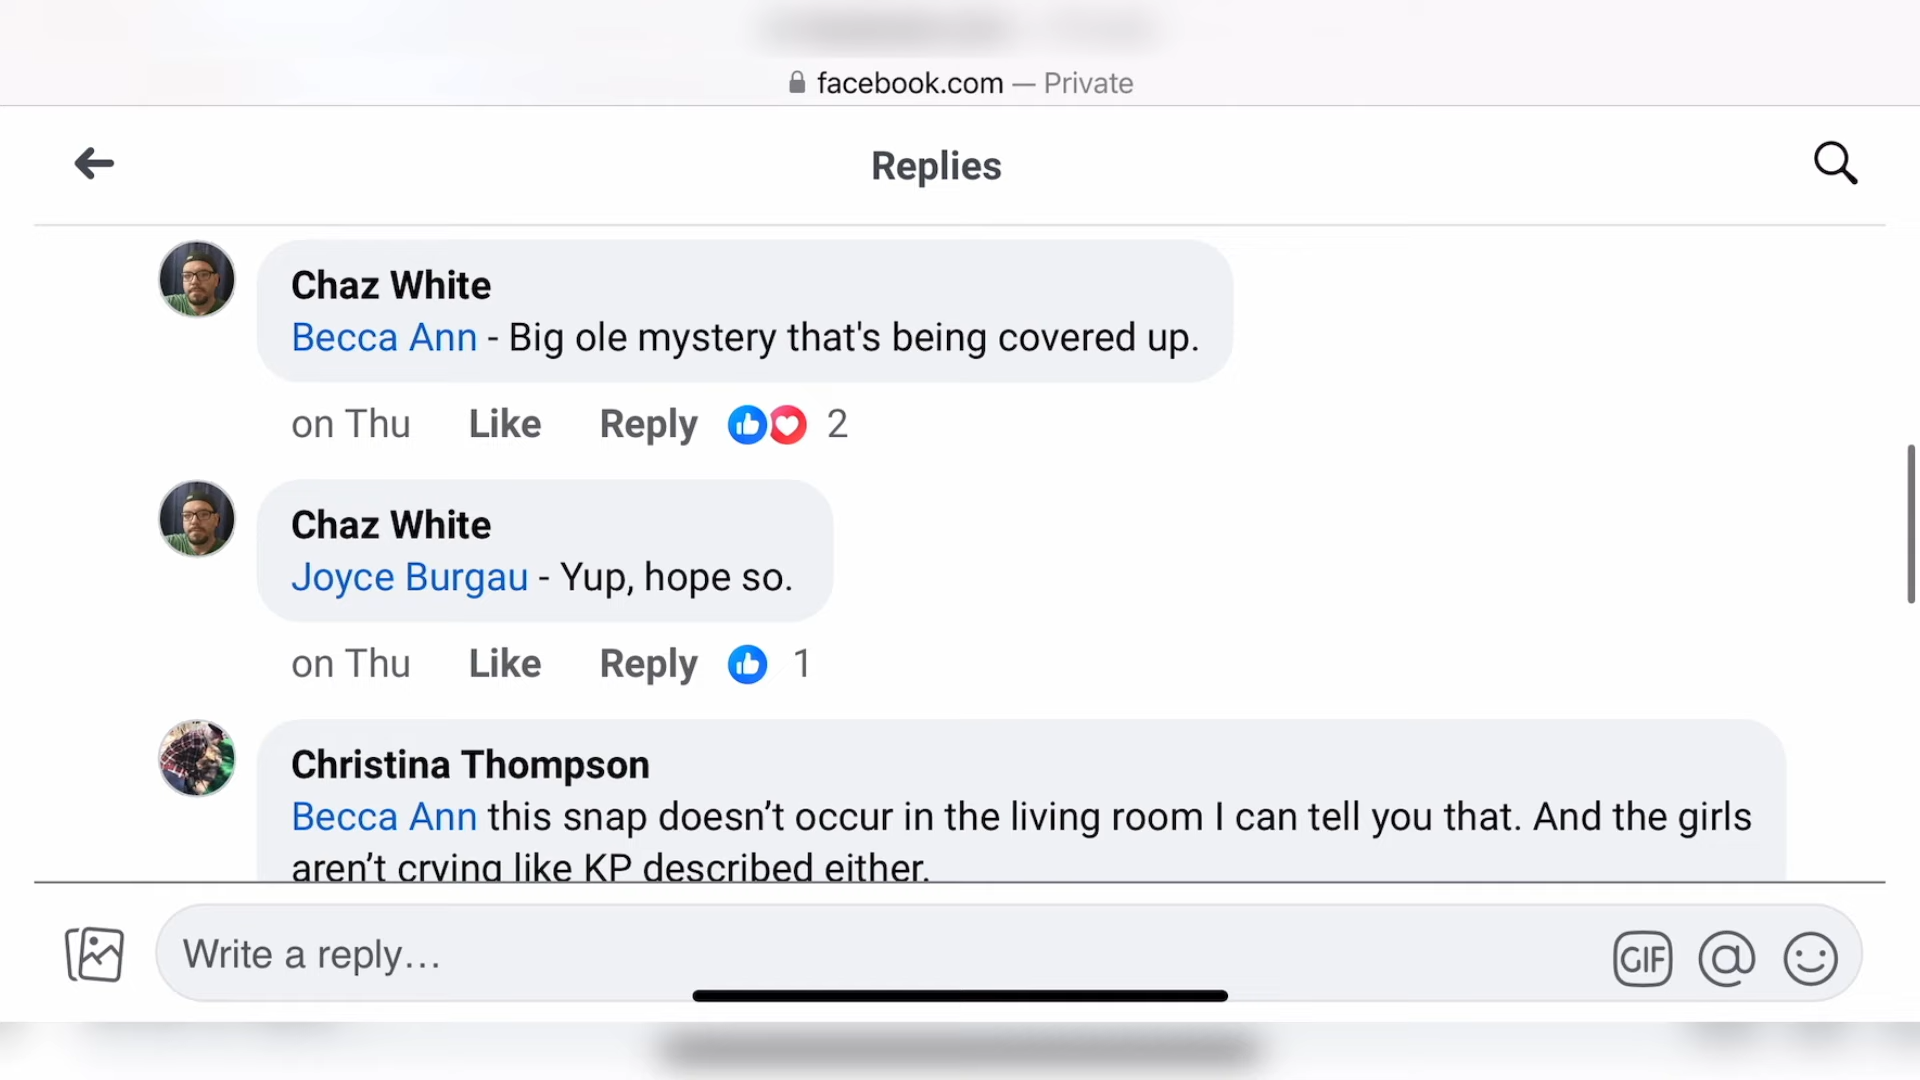 facebook.com — Private
Replies
Chaz White
Becca Ann - Big ole mystery that's being covered up.
on Thu Like Reply 2
Chaz White
Joyce Burgau - Yup, hope so.
on Thu Like Reply 1
Christina Thompson
Becca Ann this snap doesn’t occur in the living room I can tell you that. And the girls
aren’t crying like KP described either.
Write a reply...
GIF @